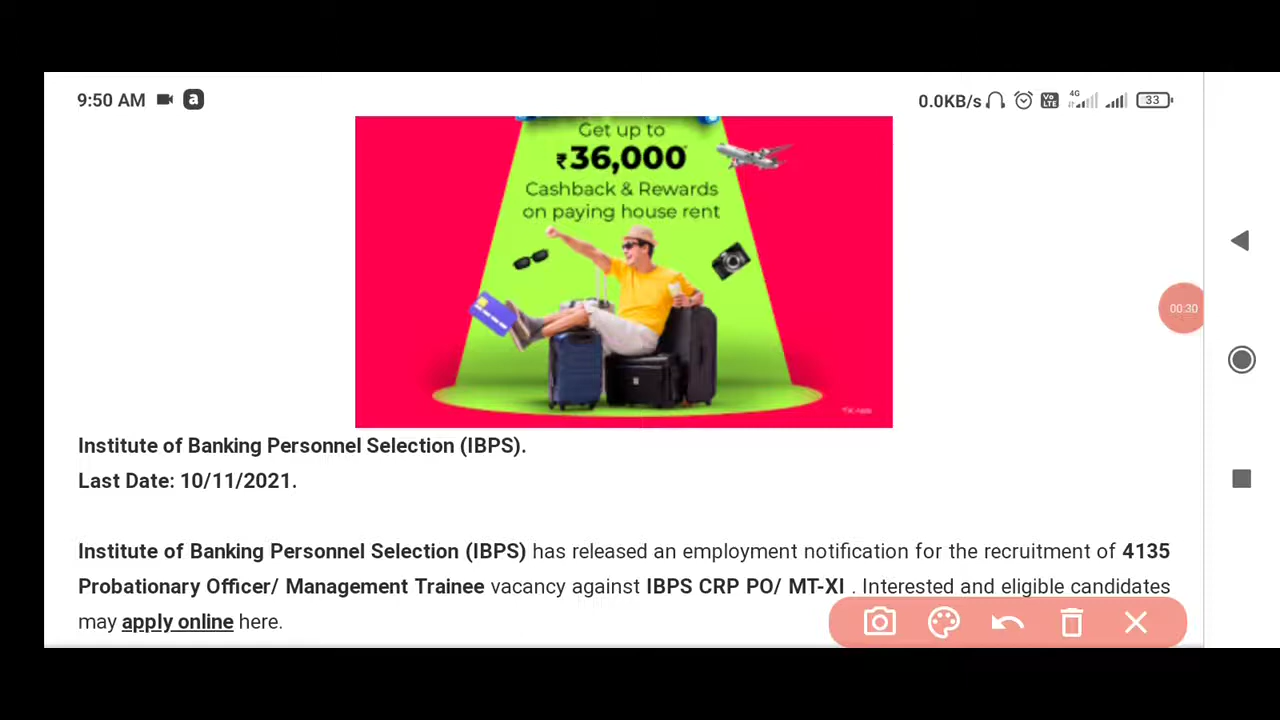 9:50 AM a
0.0KB/s Vo LTE 4G 33
Get up to
₹36,000*
Cashback & Rewards
on paying house rent
00:30
Institute of Banking Personnel Selection (IBPS).
Last Date: 10/11/2021.
Institute of Banking Personnel Selection (IBPS) has released an employment notification for the recruitment of 4135
Probationary Officer/ Management Trainee vacancy against IBPS CRP PO/ MT-XI . Interested and eligible candidates
may apply online here.